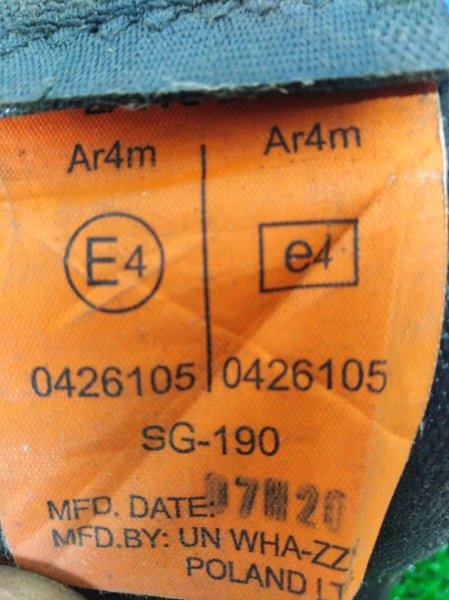 Ar4m Ar4m
E4 e4
0426105 0426105
SG-190
MFD. DATE:
MFD.BY: UN WHA-ZZ
POLAND